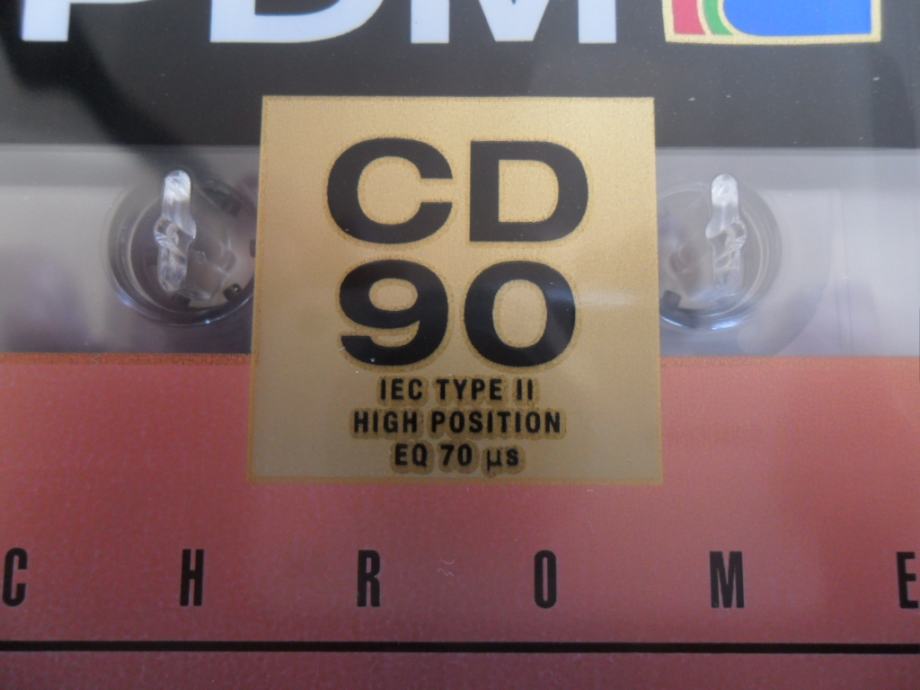 PDM
CD
90
IEC TYPE II
HIGH POSITION
EQ 70 µs
CHROME